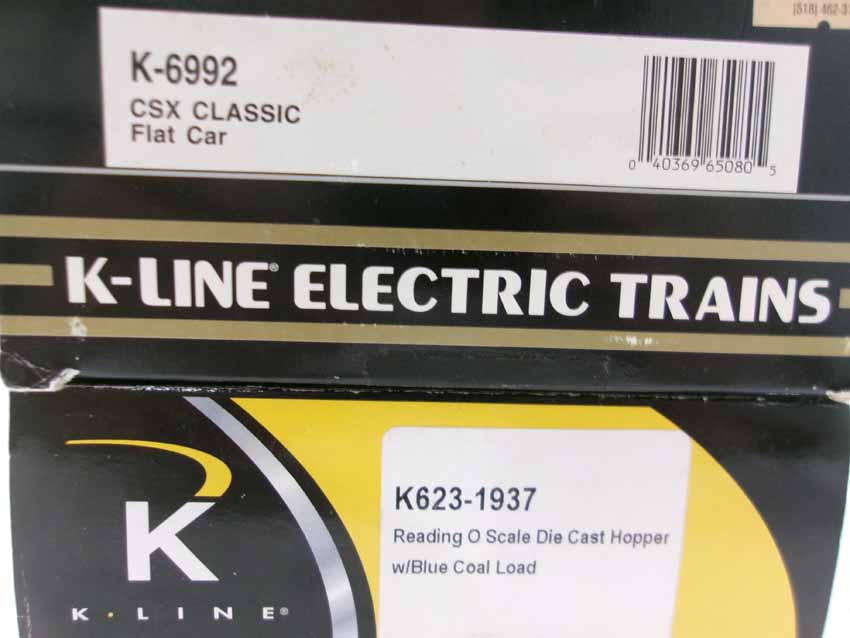 K-6992
CSX CLASSIC
Flat Car
0 40369 65080 5
K-LINE® ELECTRIC TRAINS
K
K·LINE®
K623-1937
Reading O Scale Die Cast Hopper
w/Blue Coal Load